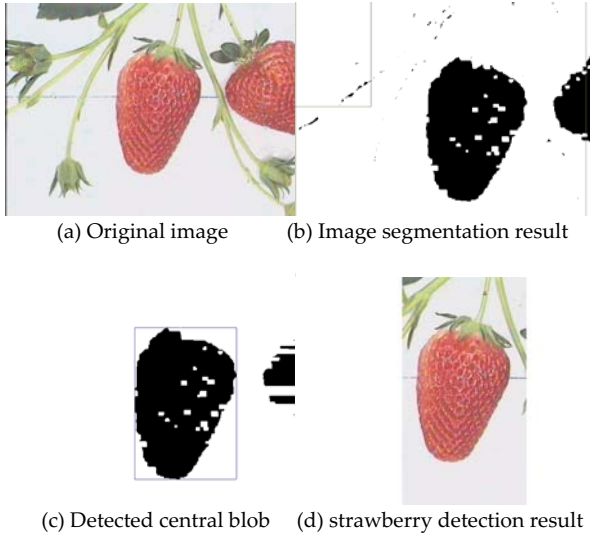 (a) Original image
(b) Image segmentation result
(c) Detected central blob
(d) strawberry detection result